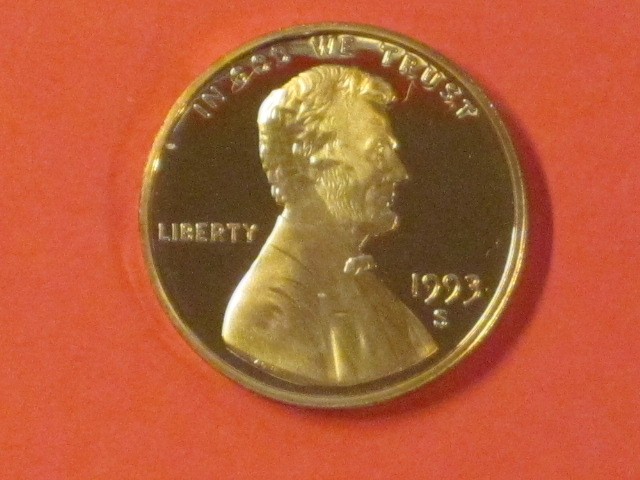 IN GOD WE TRUST
LIBERTY
1993
S